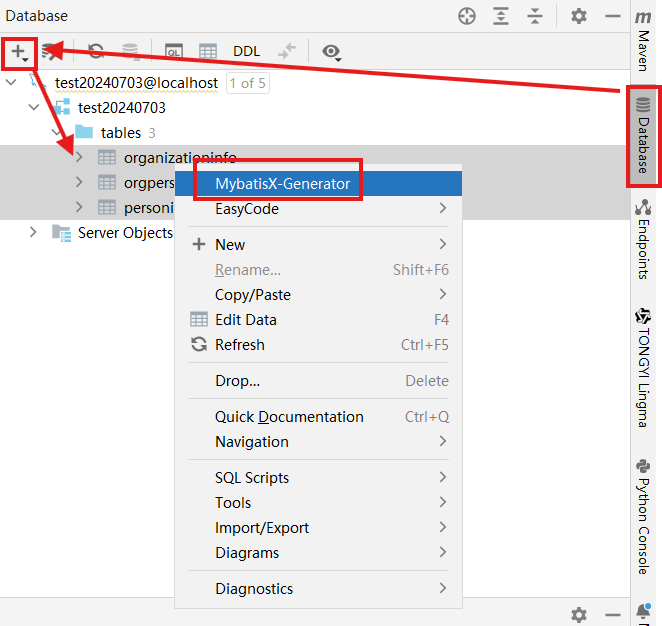 Database
DDL
test20240703@localhost 1 of 5
test20240703
tables 3
organizationinfo
orgpers
personi
Server Objects
MybatisX-Generator
EasyCode
New
Rename... Shift+F6
Copy/Paste
Edit Data F4
Refresh Ctrl+F5
Drop... Delete
Quick Documentation Ctrl+Q
Navigation
SQL Scripts
Tools
Import/Export
Diagrams
Diagnostics
Maven
Database
Endpoints
TONGYI Lingma
Python Console